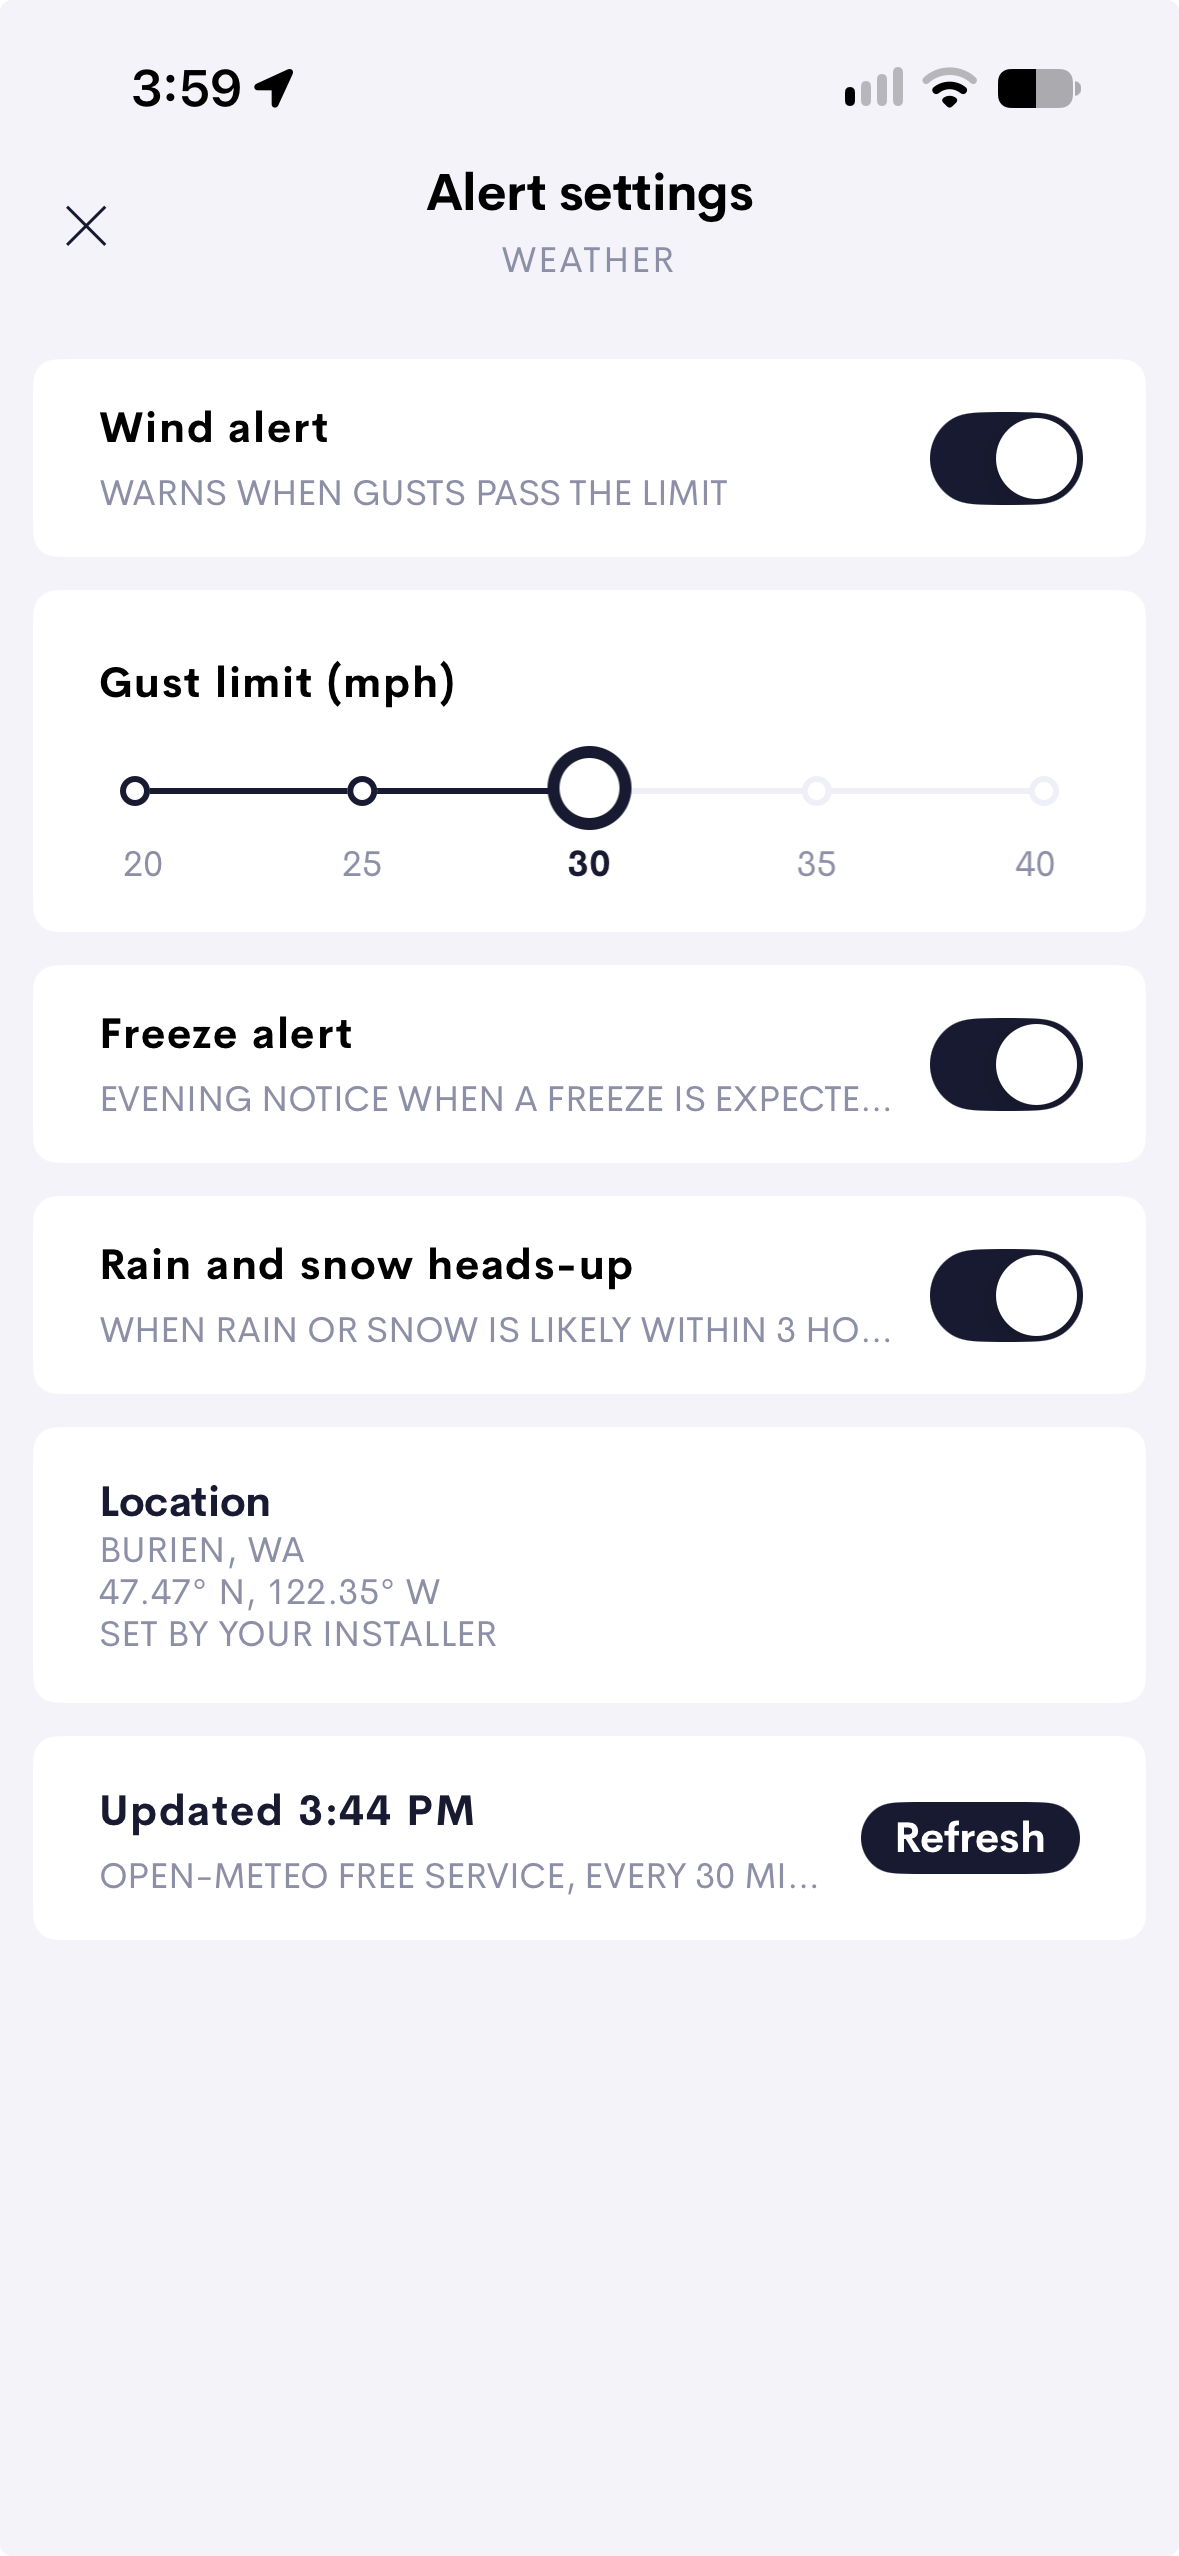 3:59
Alert settings
WEATHER
Wind alert
WARNS WHEN GUSTS PASS THE LIMIT
Gust limit (mph)
20 25 30 35 40
Freeze alert
EVENING NOTICE WHEN A FREEZE IS EXPECTE...
Rain and snow heads-up
WHEN RAIN OR SNOW IS LIKELY WITHIN 3 HO...
Location
BURIEN, WA
47.47° N, 122.35° W
SET BY YOUR INSTALLER
Updated 3:44 PM
OPEN-METEO FREE SERVICE, EVERY 30 MI...
Refresh